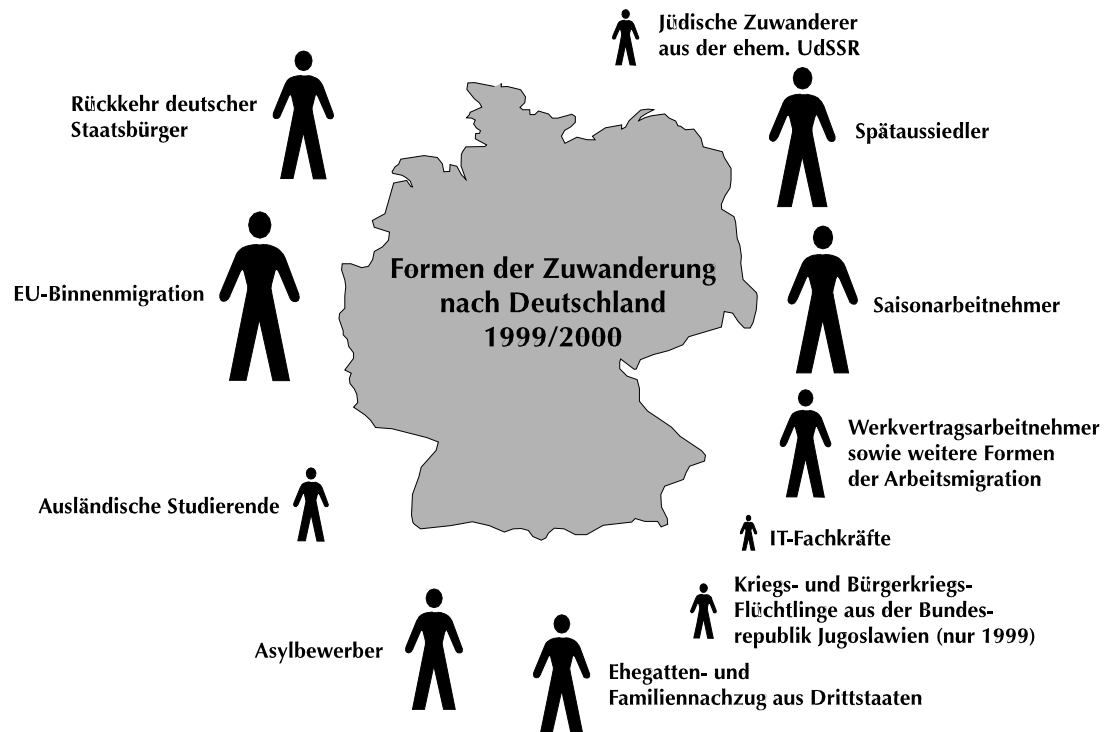 Jüdische Zuwanderer
aus der ehem. UdSSR
Rückkehr deutscher
Staatsbürger
Spätaussiedler
Formen der Zuwanderung
nach Deutschland
1999/2000
EU-Binnenmigration
Saisonarbeitnehmer
Werkvertragsarbeitnehmer
sowie weitere Formen
der Arbeitsmigration
Ausländische Studierende
IT-Fachkräfte
Kriegs- und Bürgerkriegs-
Flüchtlinge aus der Bundes-
republik Jugoslawien (nur 1999)
Asylbewerber
Ehegatten- und
Familiennachzug aus Drittstaaten